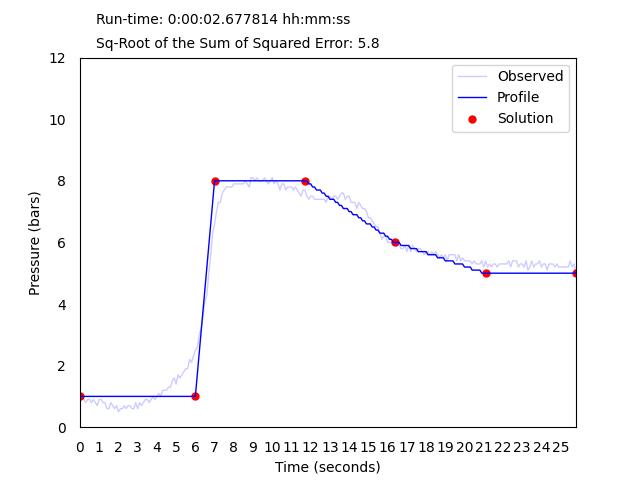 Run-time: 0:00:02.677814 hh:mm:ss
Sq-Root of the Sum of Squared Error: 5.8
12
10
8
6
4
2
0
Pressure (bars)
Observed
Profile
Solution
0 1 2 3 4 5 6 7 8 9 10 11 12 13 14 15 16 17 18 19 20 21 22 23 24 25
Time (seconds)